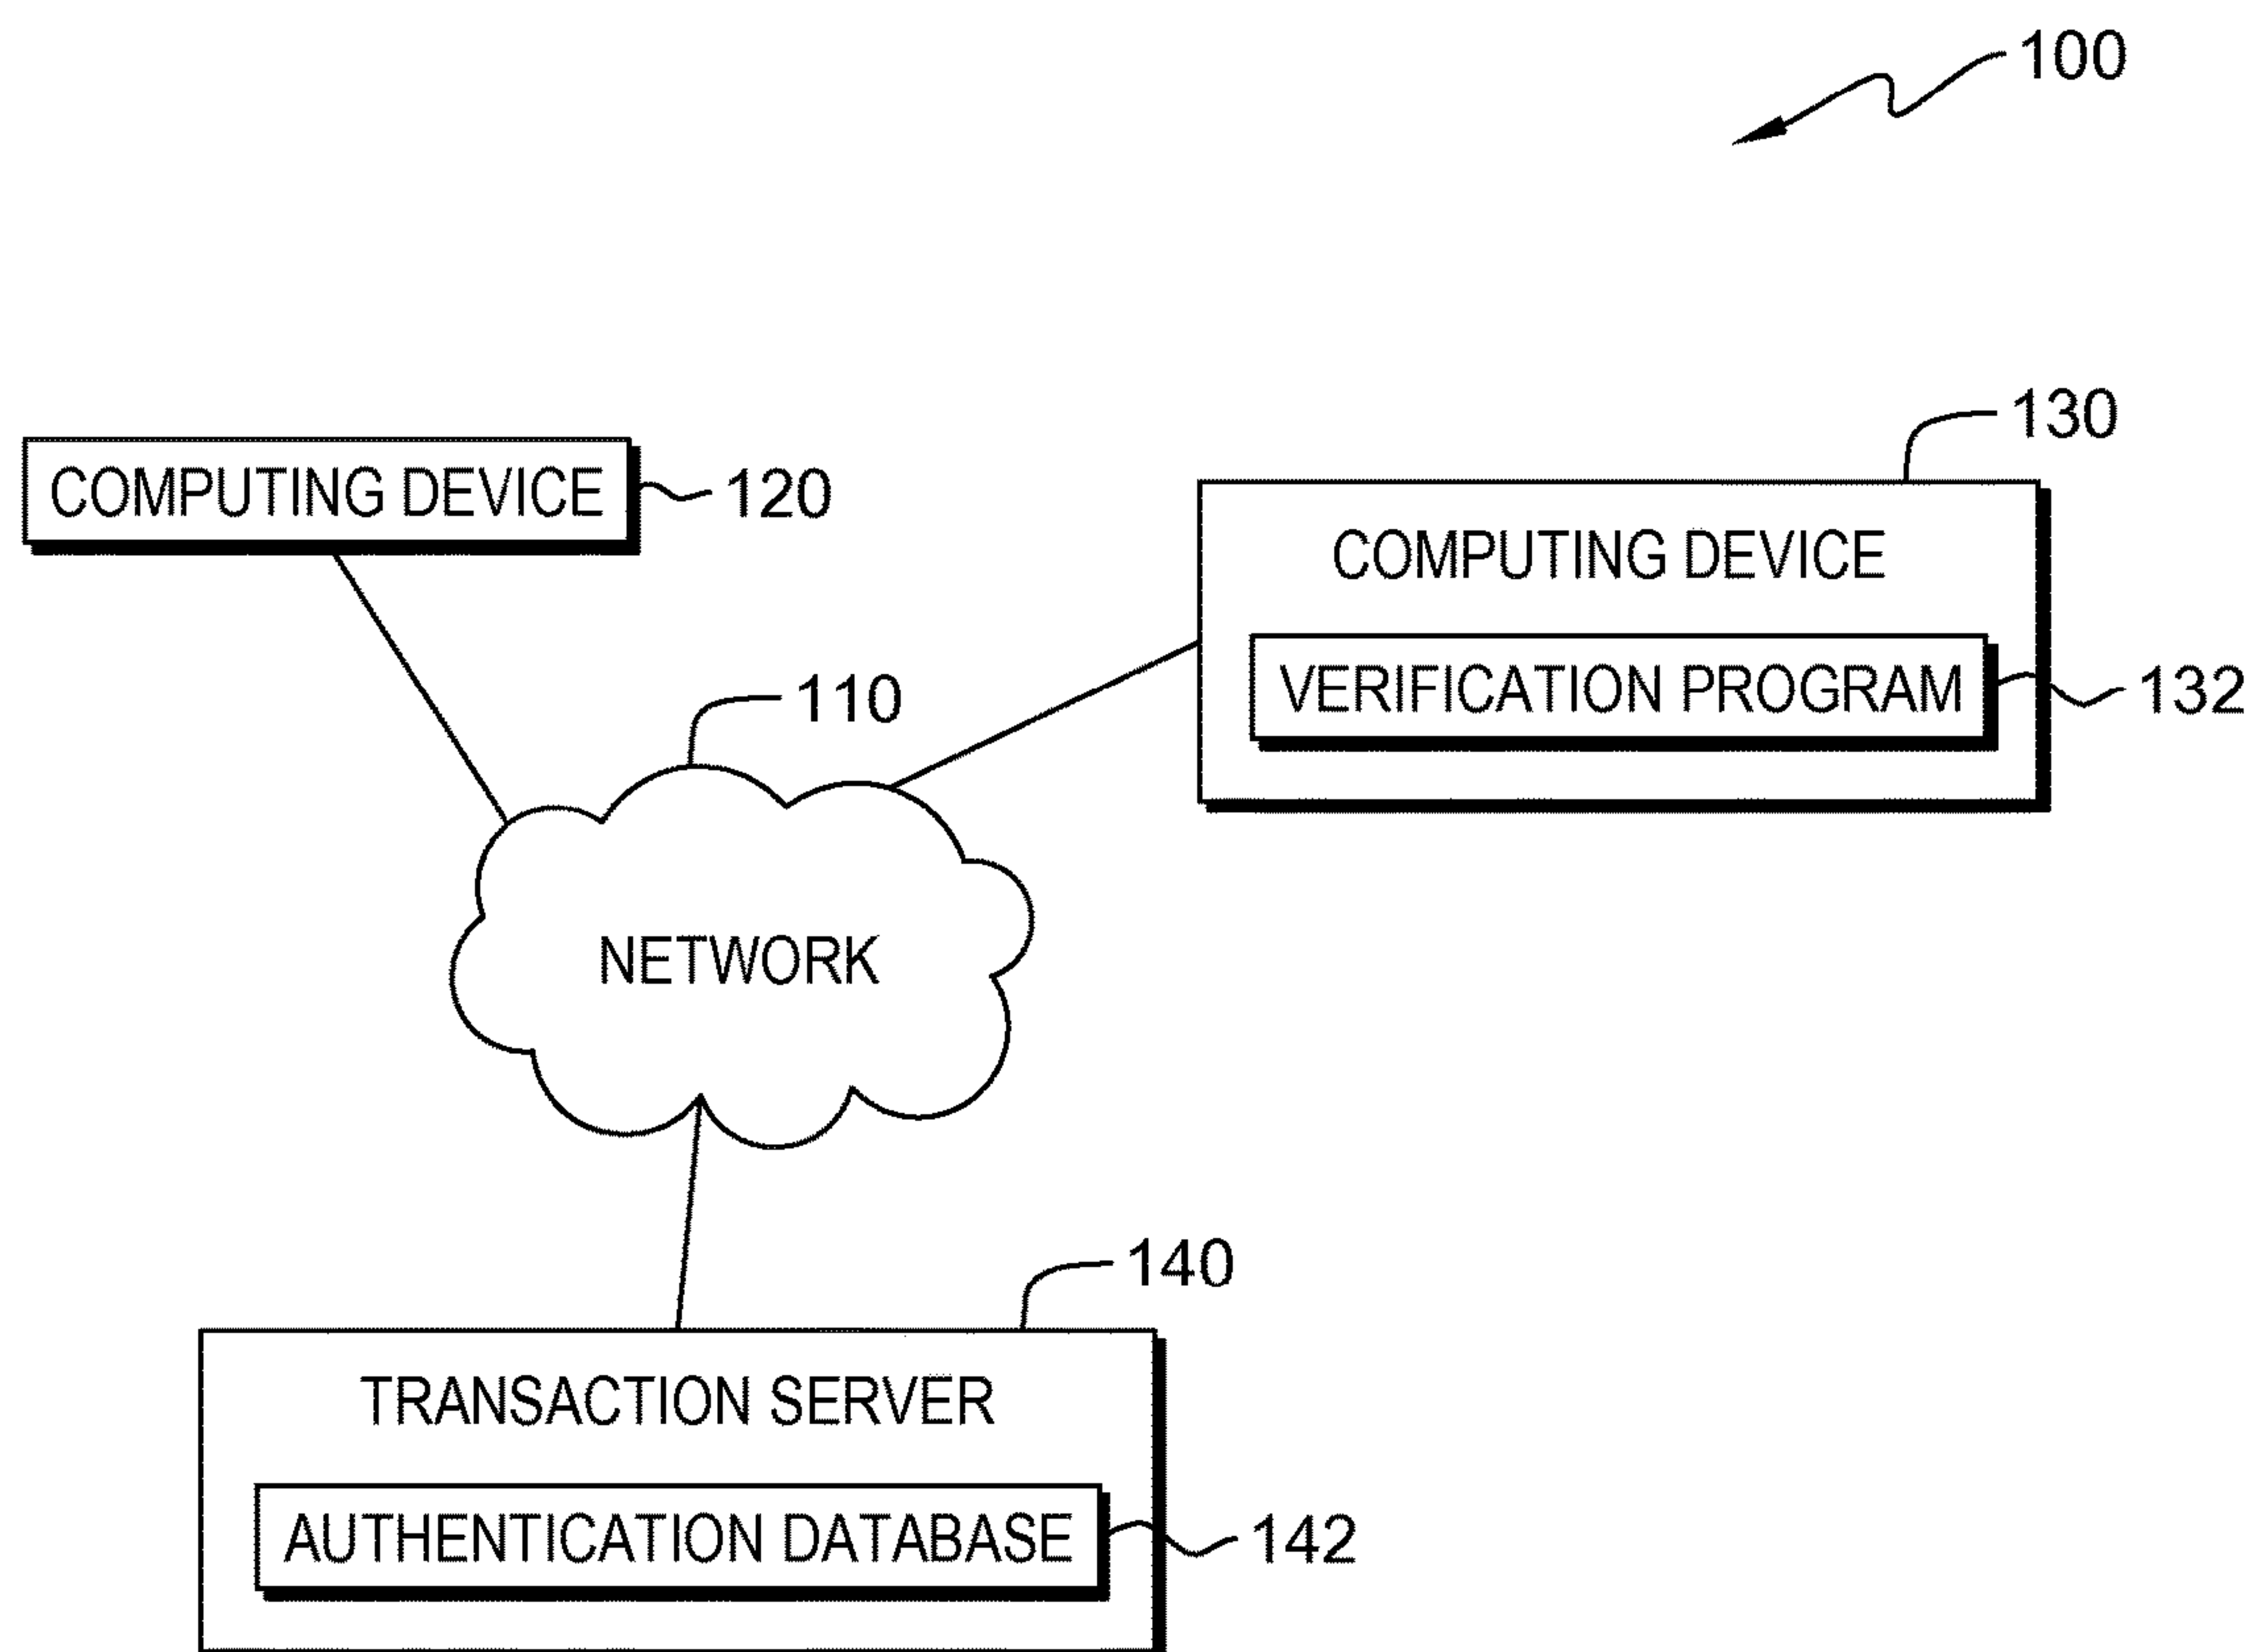 100
130
COMPUTING DEVICE
120
COMPUTING DEVICE
VERIFICATION PROGRAM
132
110
NETWORK
140
TRANSACTION SERVER
AUTHENTICATION DATABASE
142